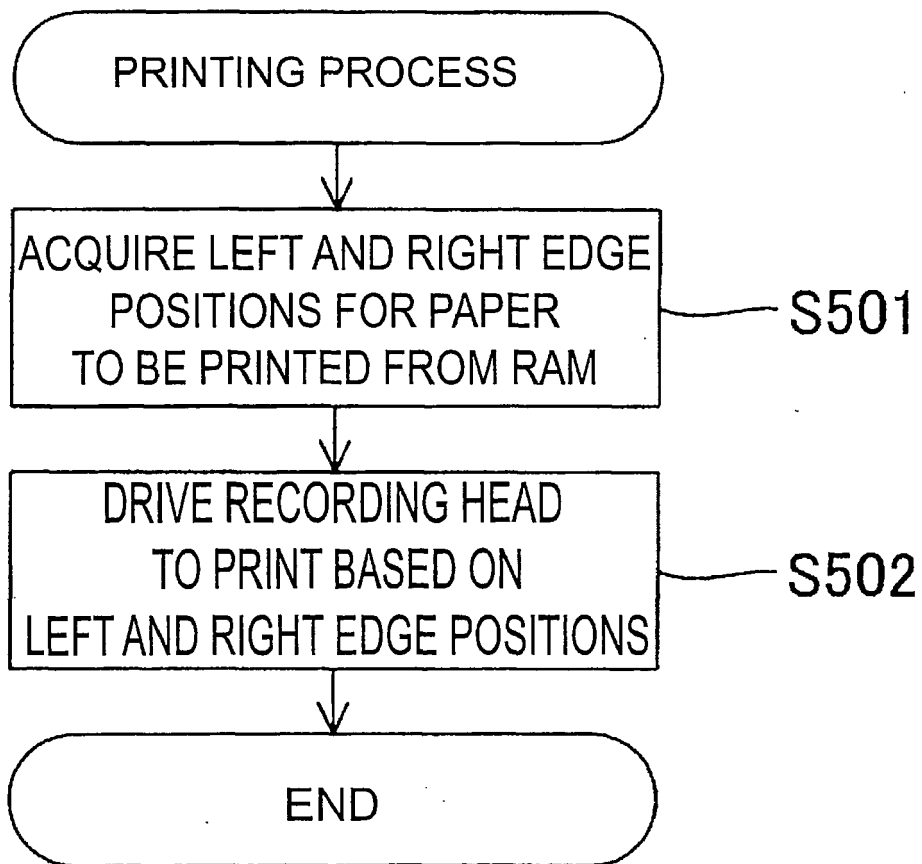 PRINTING PROCESS
ACQUIRE LEFT AND RIGHT EDGE
POSITIONS FOR PAPER
TO BE PRINTED FROM RAM
S501
DRIVE RECORDING HEAD
TO PRINT BASED ON
LEFT AND RIGHT EDGE POSITIONS
S502
END